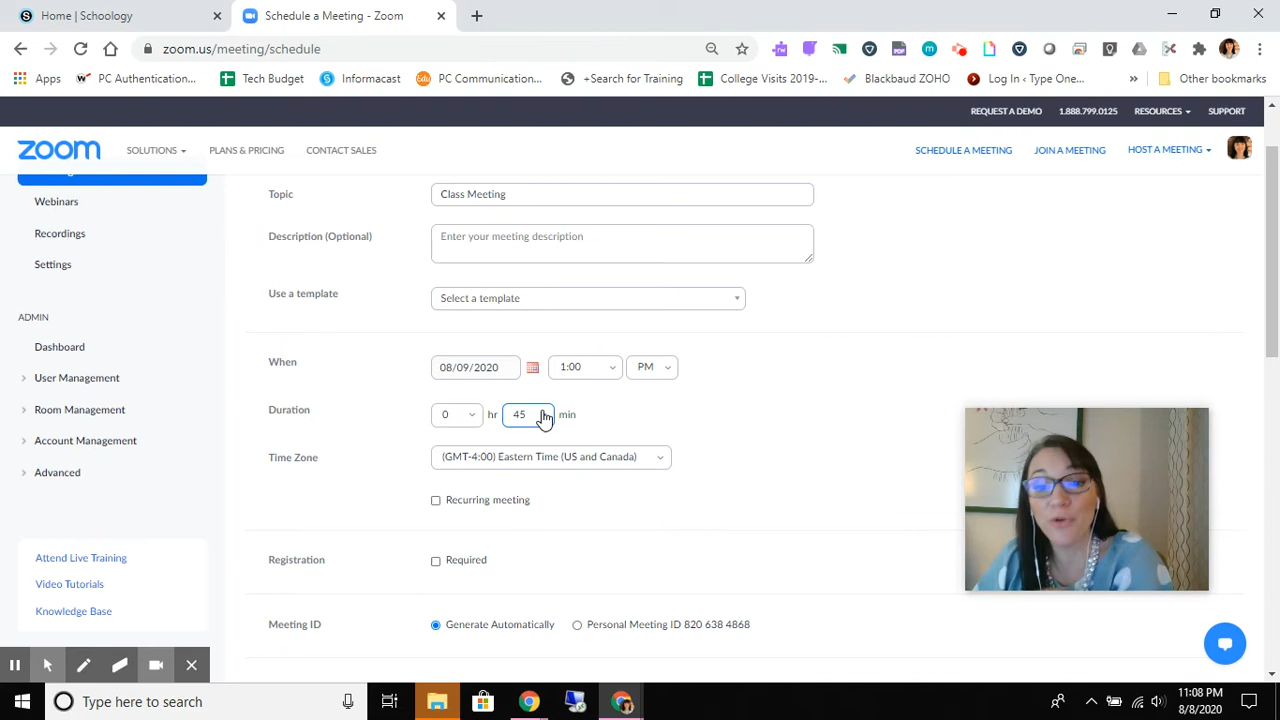 Home | Schoology
Schedule a Meeting - Zoom
zoom.us/meeting/schedule
Apps
PC Authentication...
Tech Budget
Informacast
PC Communication...
+Search for Training
College Visits 2019-...
Blackbaud ZOHO
Log In ‹ Type One...
»
Other bookmarks
REQUEST A DEMO
1.888.799.0125
RESOURCES
SUPPORT
zoom
SOLUTIONS
PLANS & PRICING
CONTACT SALES
SCHEDULE A MEETING
JOIN A MEETING
HOST A MEETING
Webinars
Recordings
Settings
ADMIN
Dashboard
User Management
Room Management
Account Management
Advanced
Attend Live Training
Video Tutorials
Knowledge Base
Topic
Class Meeting
Description (Optional)
Enter your meeting description
Use a template
Select a template
When
08/09/2020
1:00
PM
Duration
0
hr
45
min
Time Zone
(GMT-4:00) Eastern Time (US and Canada)
Recurring meeting
Registration
Required
Meeting ID
Generate Automatically
Personal Meeting ID 820 638 4868
Type here to search
11:08 PM
8/8/2020